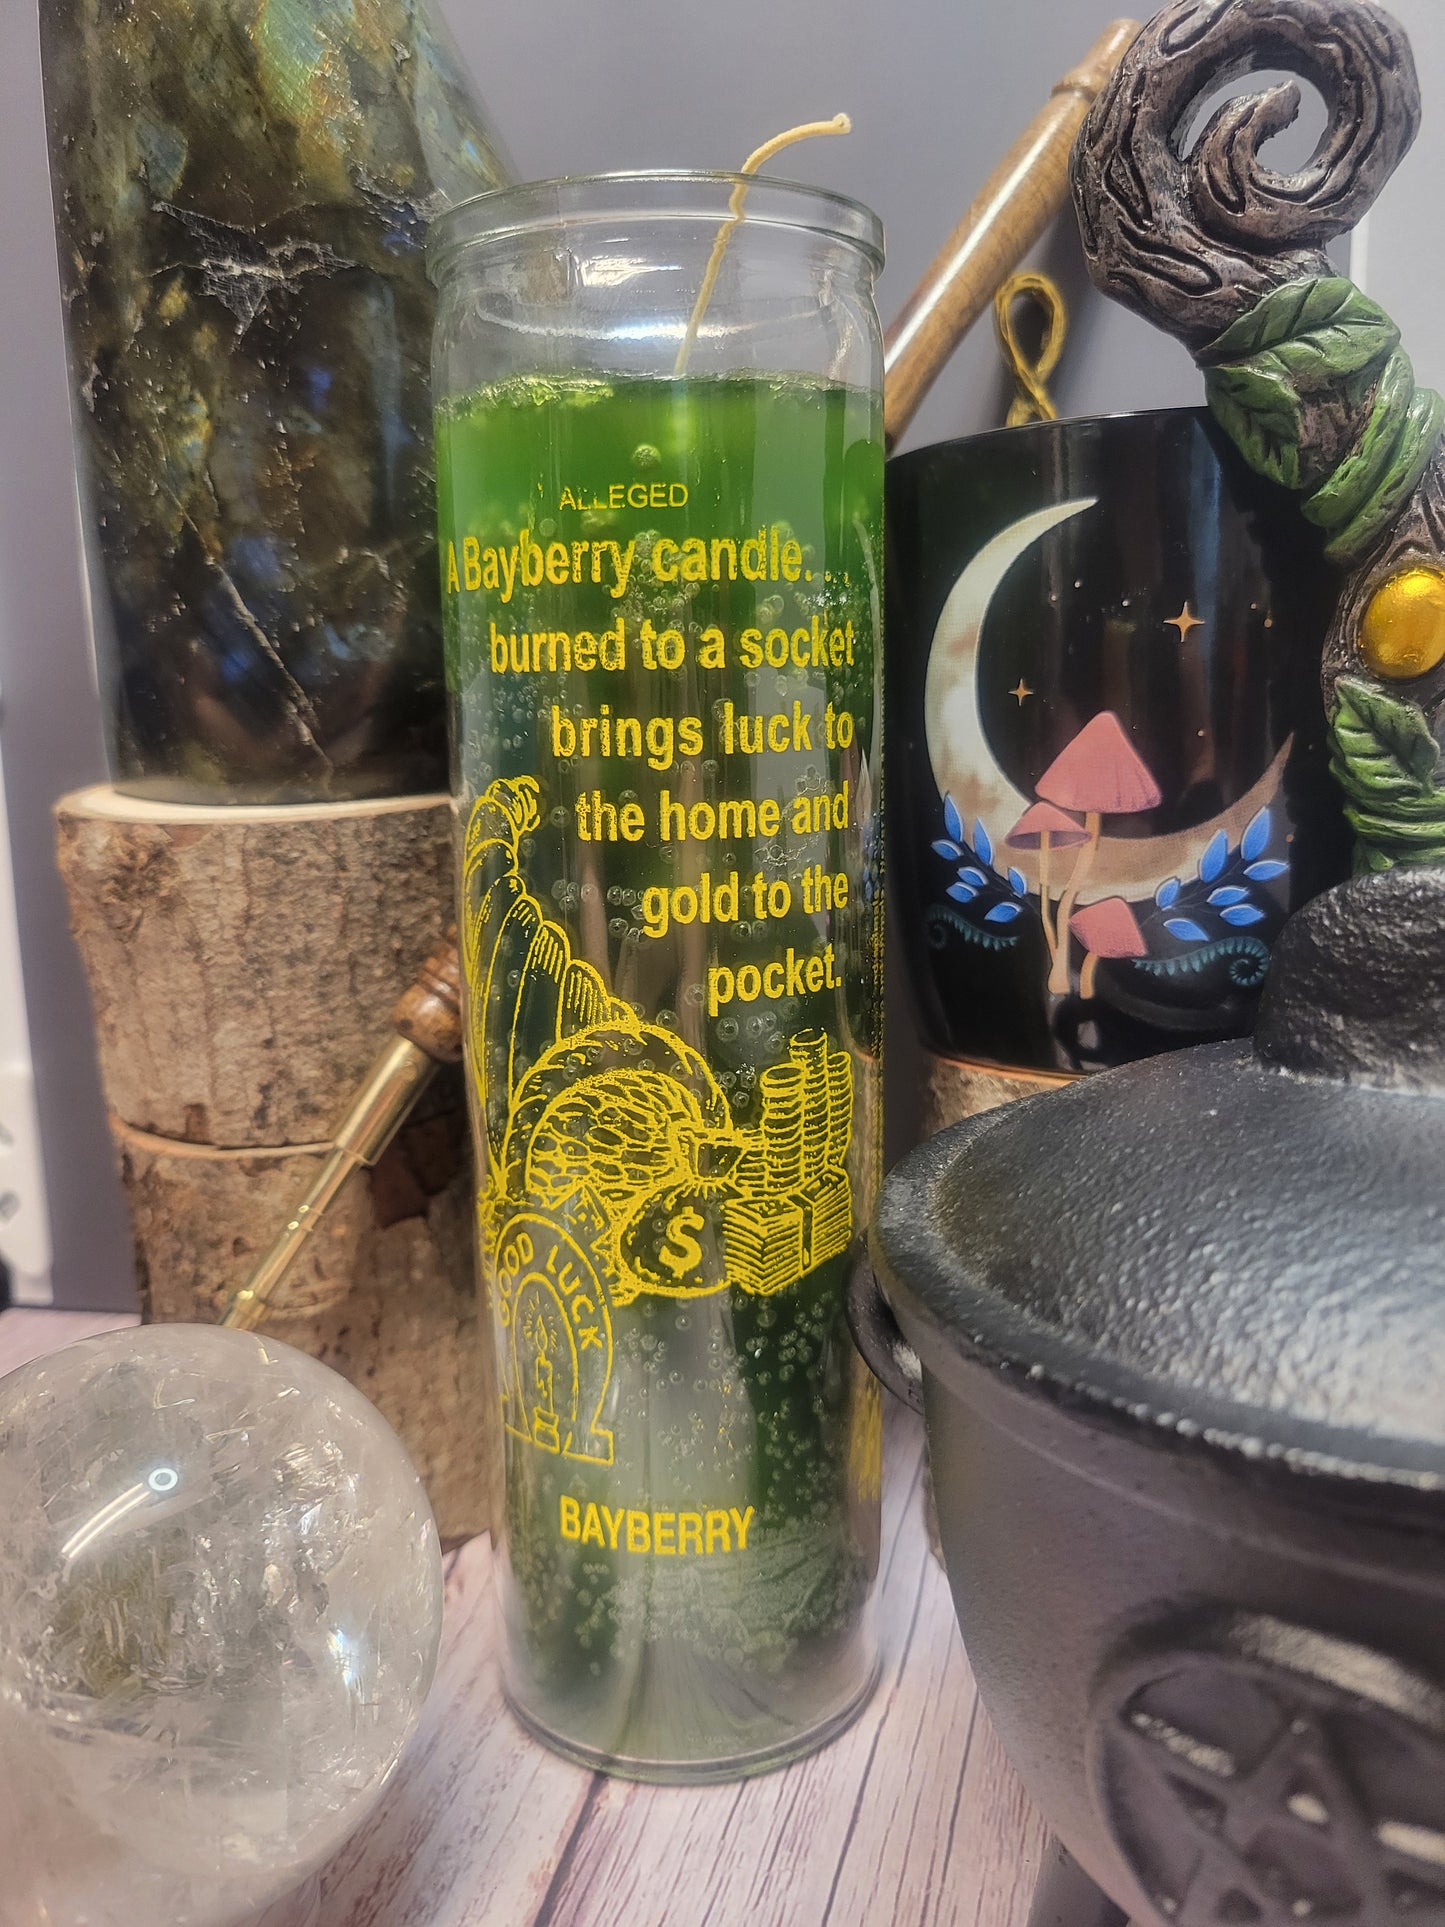 ALLEGED
A Bayberry candle. . .
burned to a socket
brings luck to
the home and
gold to the
pocket.
$
GOOD LUCK
BAYBERRY